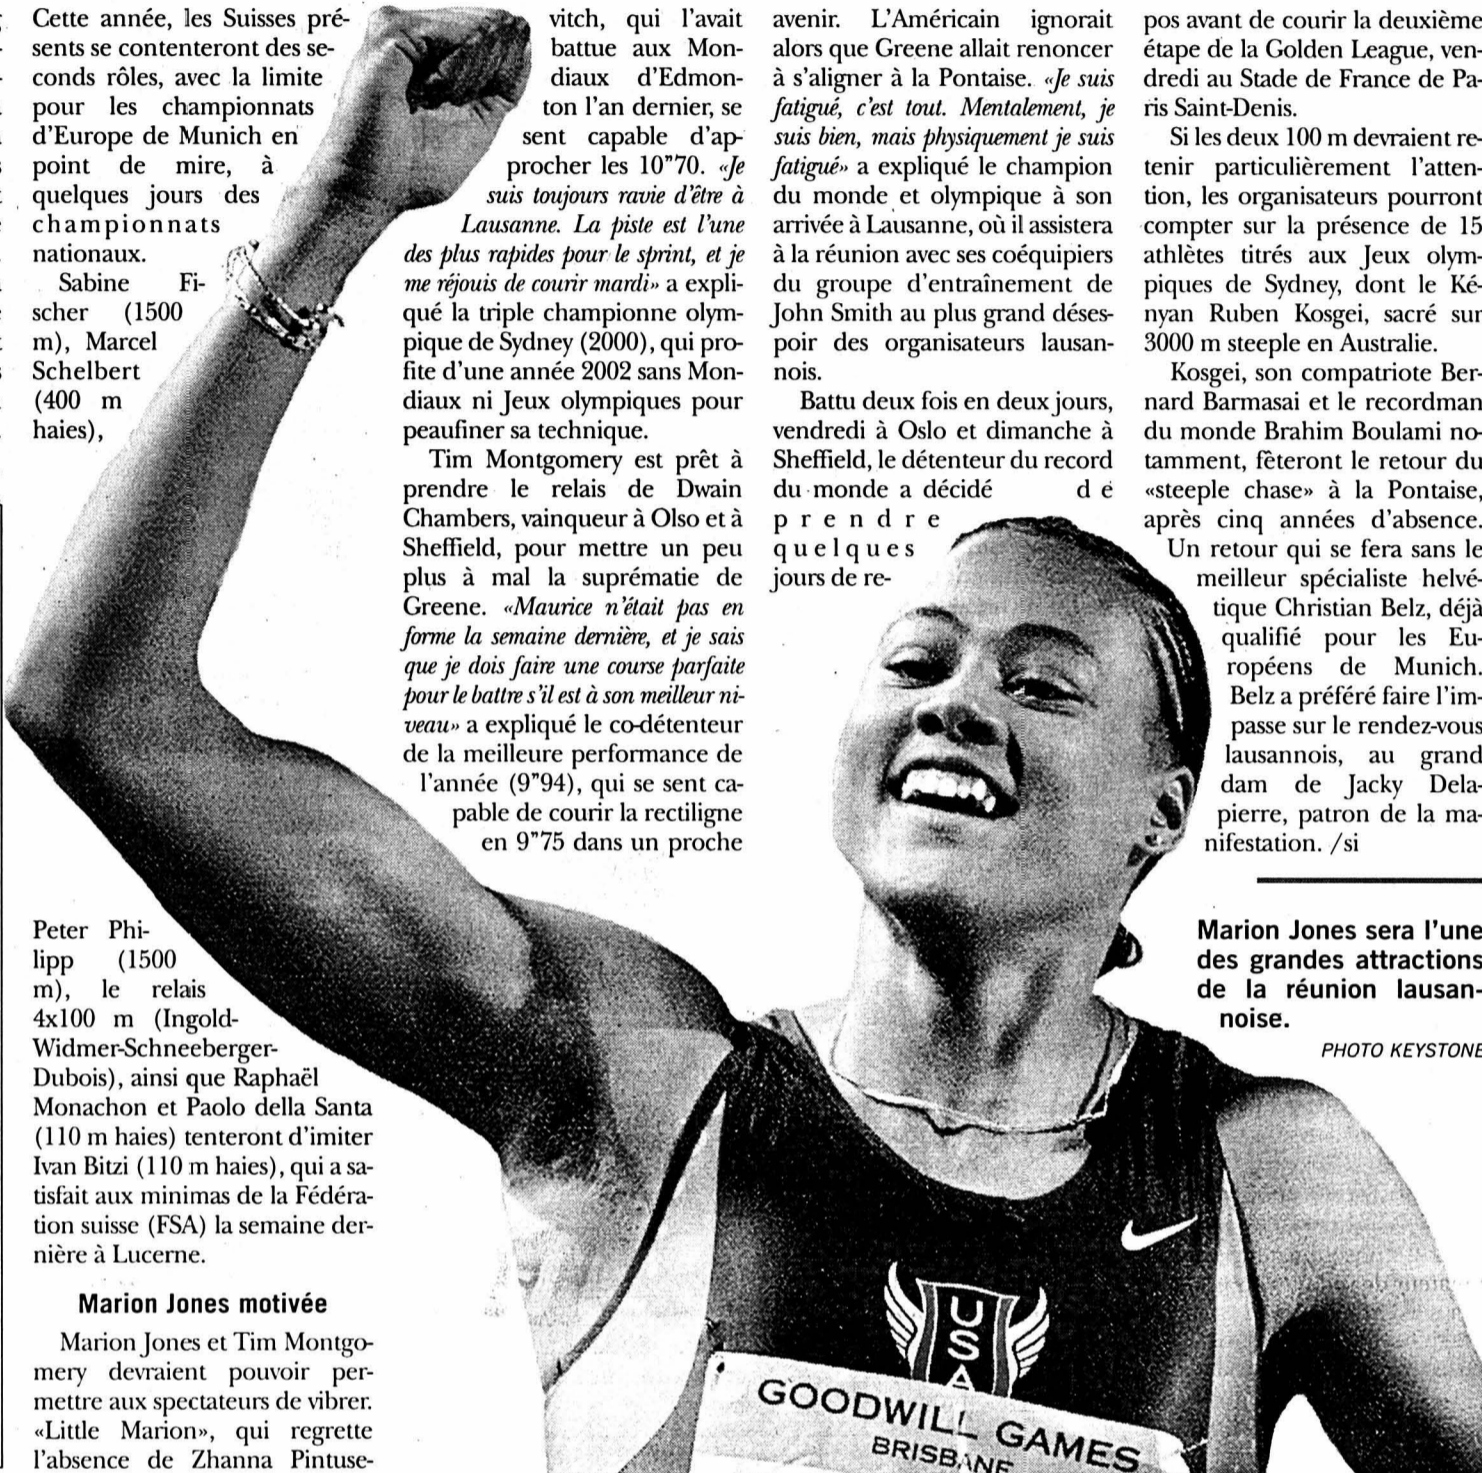 Cette année, les Suisses pré-
sents se contenteront des se-
conds rôles, avec la limite
pour les championnats
d'Europe de Munich en
point de mire, à
quelques jours des
championnats
nationaux.
Sabine Fi-
scher (1500
m), Marcel
Schelbert
(400 m
haies),
Peter Phi-
lipp (1500
m), le relais
4x100 m (Ingold-
Widmer-Schneeberger-
Dubois), ainsi que Raphaël
Monachon et Paolo della Santa
(110 m haies) tenteront d'imiter
Ivan Bitzi (110 m haies), qui a sa-
tisfait aux minimas de la Fédéra-
tion suisse (FSA) la semaine der-
nière à Lucerne.
Marion Jones motivée
Marion Jones et Tim Montgo-
mery devraient pouvoir per-
mettre aux spectateurs de vibrer.
«Little Marion», qui regrette
l'absence de Zhanna Pintuse-
vitch, qui l'avait
battue aux Mon-
diaux d'Edmon-
ton l'an dernier, se
sent capable d'ap-
procher les 10"70. «Je
suis toujours ravie d'être à
Lausanne. La piste est l'une
des plus rapides pour le sprint, et je
me réjouis de courir mardi» a expli-
qué la triple championne olym-
pique de Sydney (2000), qui pro-
fite d'une année 2002 sans Mon-
diaux ni Jeux olympiques pour
peaufiner sa technique.
Tim Montgomery est prêt à
prendre le relais de Dwain
Chambers, vainqueur à Olso et à
Sheffield, pour mettre un peu
plus à mal la suprématie de
Greene. «Maurice n'était pas en
forme la semaine dernière, et je sais
que je dois faire une course parfaite
pour le battre s'il est à son meilleur ni-
veau» a expliqué le co-détenteur
de la meilleure performance de
l'année (9"94), qui se sent ca-
pable de courir la rectiligne
en 9"75 dans un proche
avenir. L'Américain ignorait
alors que Greene allait renoncer
à s'aligner à la Pontaise. «Je suis
fatigué, c'est tout. Mentalement, je
suis bien, mais physiquement je suis
fatigué» a expliqué le champion
du monde et olympique à son
arrivée à Lausanne, où il assistera
à la réunion avec ses coéquipiers
du groupe d'entraînement de
John Smith au plus grand déses-
poir des organisateurs lausan-
nois.
Battu deux fois en deux jours,
vendredi à Oslo et dimanche à
Sheffield, le détenteur du record
du monde a décidé de
prendre
quelques
jours de re-
pos avant de courir la deuxième
étape de la Golden League, ven-
dredi au Stade de France de Pa-
ris Saint-Denis.
Si les deux 100 m devraient re-
tenir particulièrement l'atten-
tion, les organisateurs pourront
compter sur la présence de 15
athlètes titrés aux Jeux olym-
piques de Sydney, dont le Ké-
nyan Ruben Kosgei, sacré sur
3000 m steeple en Australie.
Kosgei, son compatriote Ber-
nard Barmasai et le recordman
du monde Brahim Boulami no-
tamment, fêteront le retour du
«steeple chase» à la Pontaise,
après cinq années d'absence.
Un retour qui se fera sans le
meilleur spécialiste helvé-
tique Christian Belz, déjà
qualifié pour les Eu-
ropéens de Munich.
Belz a préféré faire l'im-
passe sur le rendez-vous
lausannois, au grand
dam de Jacky Dela-
pierre, patron de la ma-
nifestation. /si
Marion Jones sera l'une
des grandes attractions
de la réunion lausan-
noise.
PHOTO KEYSTONE
USA
GOODWILL GAMES
BRISBANE